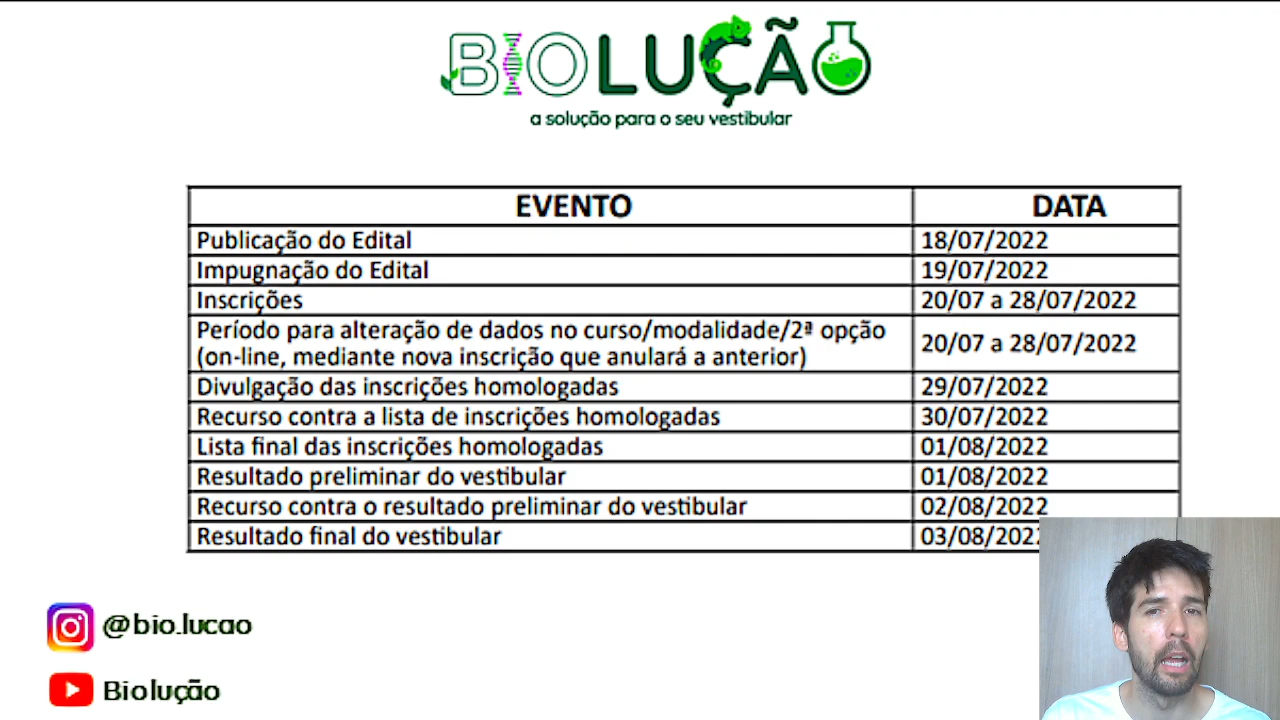 BIOLUÇÃO
a solução para o seu vestibular
EVENTO DATA
Publicação do Edital 18/07/2022
Impugnação do Edital 19/07/2022
Inscrições 20/07 a 28/07/2022
Período para alteração de dados no curso/modalidade/2ª opção
(on-line, mediante nova inscrição que anulará a anterior) 20/07 a 28/07/2022
Divulgação das inscrições homologadas 29/07/2022
Recurso contra a lista de inscrições homologadas 30/07/2022
Lista final das inscrições homologadas 01/08/2022
Resultado preliminar do vestibular 01/08/2022
Recurso contra o resultado preliminar do vestibular 02/08/2022
Resultado final do vestibular 03/08/2022
@bio.lucao
Biolução